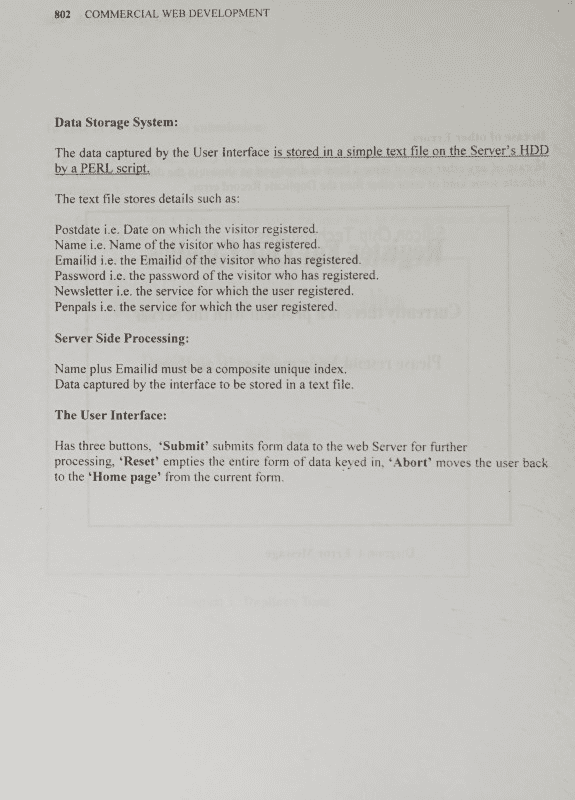 802 COMMERCIAL WEB DEVELOPMENT
Data Storage System:
The data captured by the User Interface is stored in a simple text file on the Server's HDD
by a PERL script.
The text file stores details such as:
Postdate i.e. Date on which the visitor registered.
Name i.e. Name of the visitor who has registered.
Emailid i.e. the Emailid of the visitor who has registered.
Password i.e. the password of the visitor who has registered.
Newsletter i.e. the service for which the user registered.
Penpals i.e. the service for which the user registered.
Server Side Processing:
Name plus Emailid must be a composite unique index.
Data captured by the interface to be stored in a text file.
The User Interface:
Has three buttons, 'Submit' submits form data to the web Server for further
processing, 'Reset' empties the entire form of data keyed in, 'Abort' moves the user back
to the 'Home page' from the current form.